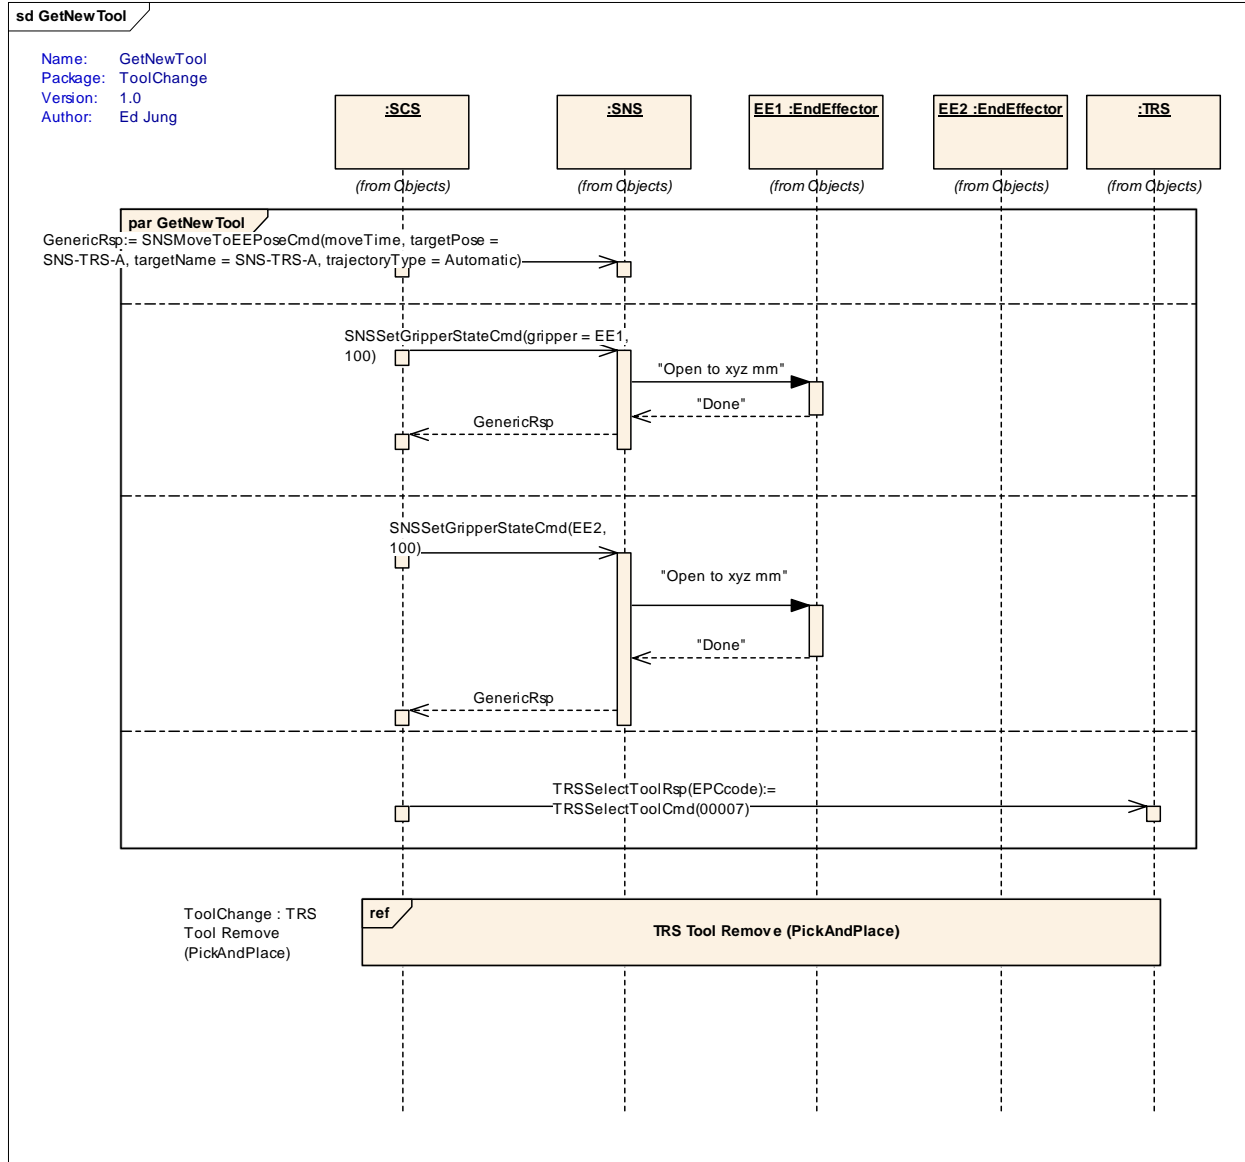 sd GetNewTool
Name: GetNewTool
Package: ToolChange
Version: 1.0
Author: Ed Jung
:SCS
:SNS
EE1 :EndEffector
EE2 :EndEffector
:TRS
(from Objects)
(from Objects)
(from Objects)
(from Objects)
(from Objects)
par GetNewTool
GenericRsp:= SNSMoveToEEPoseCmd(moveTime, targetPose =
SNS-TRS-A, targetName = SNS-TRS-A, trajectoryType = Automatic)
SNSSetGripperStateCmd(gripper = EE1,
100)
"Open to xyz mm"
"Done"
GenericRsp
SNSSetGripperStateCmd(EE2,
100)
"Open to xyz mm"
"Done"
GenericRsp
TRSSelectToolRsp(EPCcode):=
TRSSelectToolCmd(00007)
ToolChange : TRS
Tool Remove
(PickAndPlace)
ref
TRS Tool Remove (PickAndPlace)